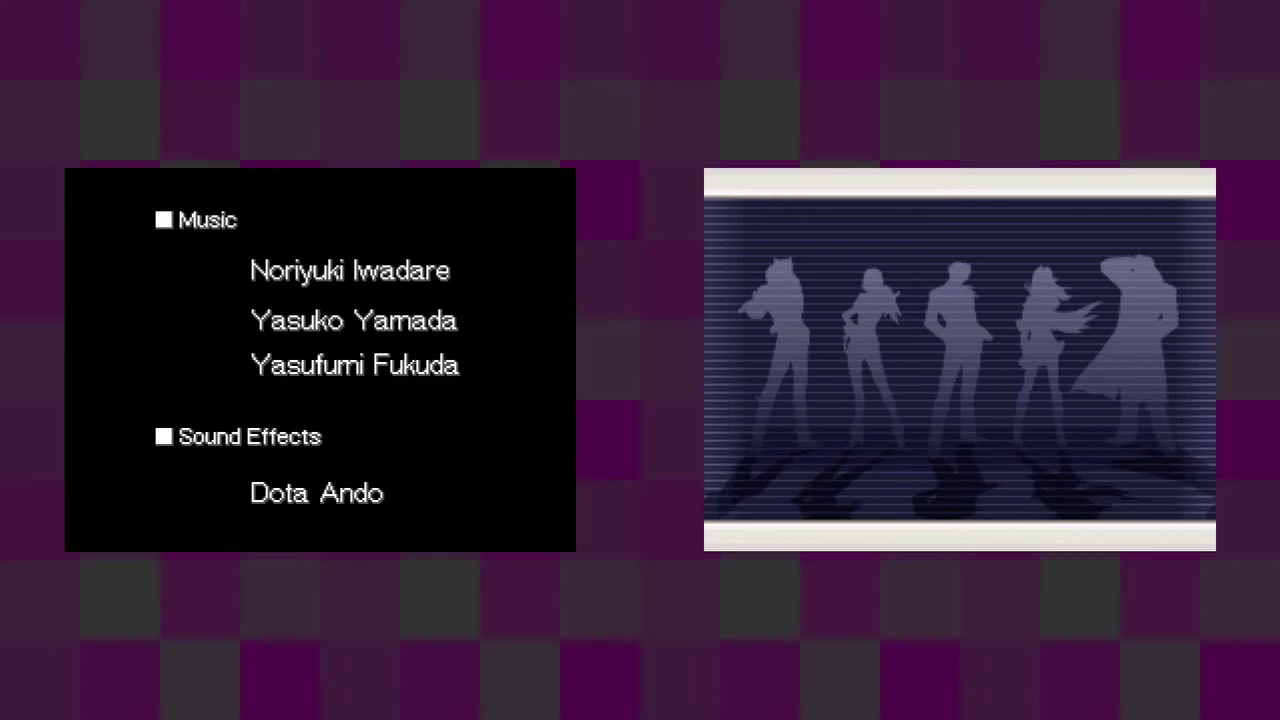 ■ Music
Noriyuki Iwadare
Yasuko Yamada
Yasufumi Fukuda
■ Sound Effects
Dota Ando